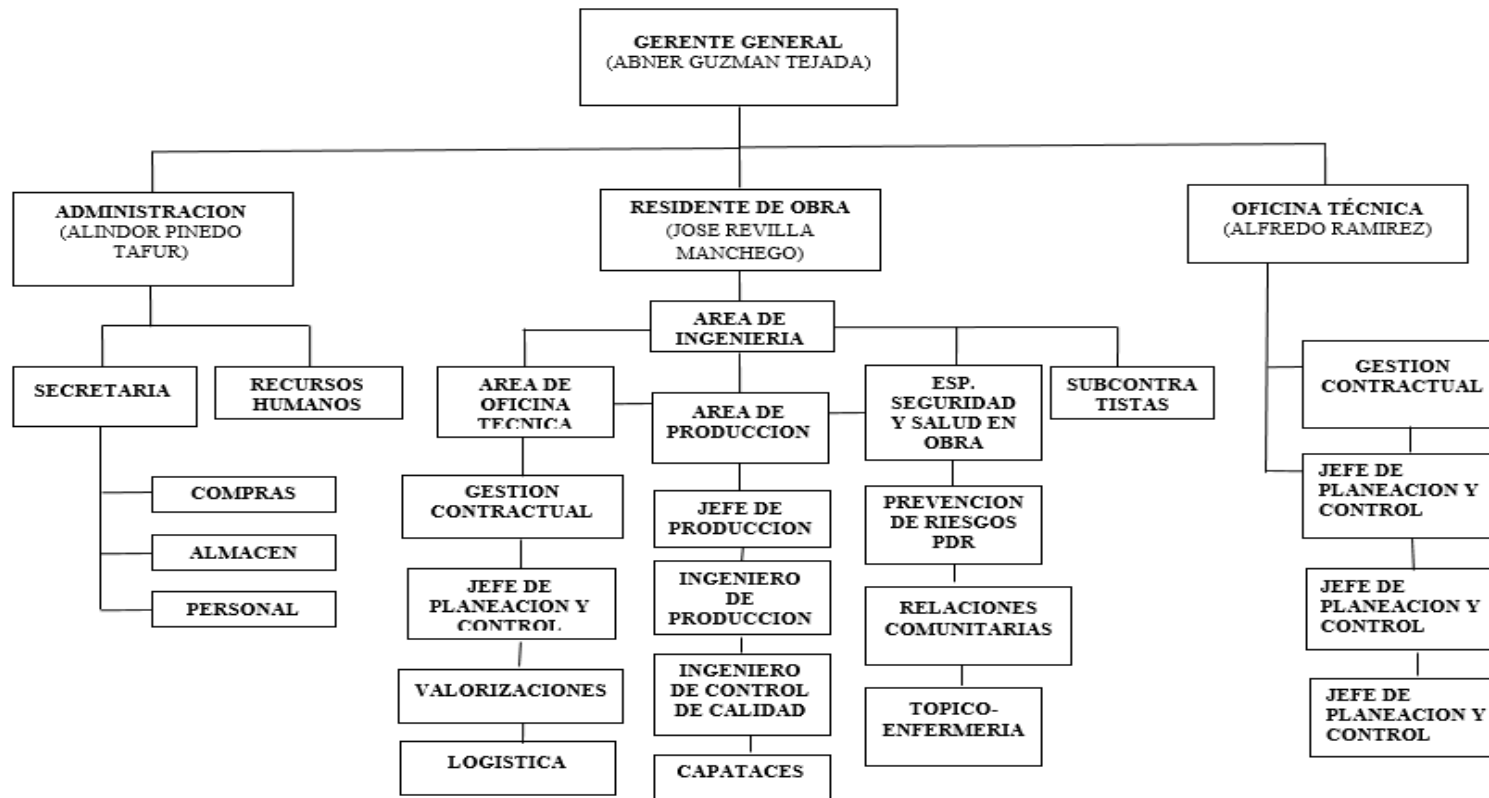 GERENTE GENERAL
(ABNER GUZMAN TEJADA)
ADMINISTRACION
(ALINDOR PINEDO
TAFUR)
RESIDENTE DE OBRA
(JOSE REVILLA
MANCHEGO)
OFICINA TÉCNICA
(ALFREDO RAMIREZ)
AREA DE
INGENIERIA
SECRETARIA
RECURSOS
HUMANOS
AREA DE
OFICINA
TECNICA
AREA DE
PRODUCCION
ESP.
SEGURIDAD
Y SALUD EN
OBRA
SUBCONTRA
TISTAS
GESTION
CONTRACTUAL
COMPRAS
ALMACEN
PERSONAL
GESTION
CONTRACTUAL
JEFE DE
PLANEACION Y
CONTROL
VALORIZACIONES
LOGISTICA
JEFE DE
PRODUCCION
INGENIERO
DE
PRODUCCION
INGENIERO
DE CONTROL
DE CALIDAD
CAPATACES
PREVENCION
DE RIESGOS
PDR
RELACIONES
COMUNITARIAS
TOPICO-
ENFERMERIA
JEFE DE
PLANEACION Y
CONTROL
JEFE DE
PLANEACION Y
CONTROL
JEFE DE
PLANEACION Y
CONTROL